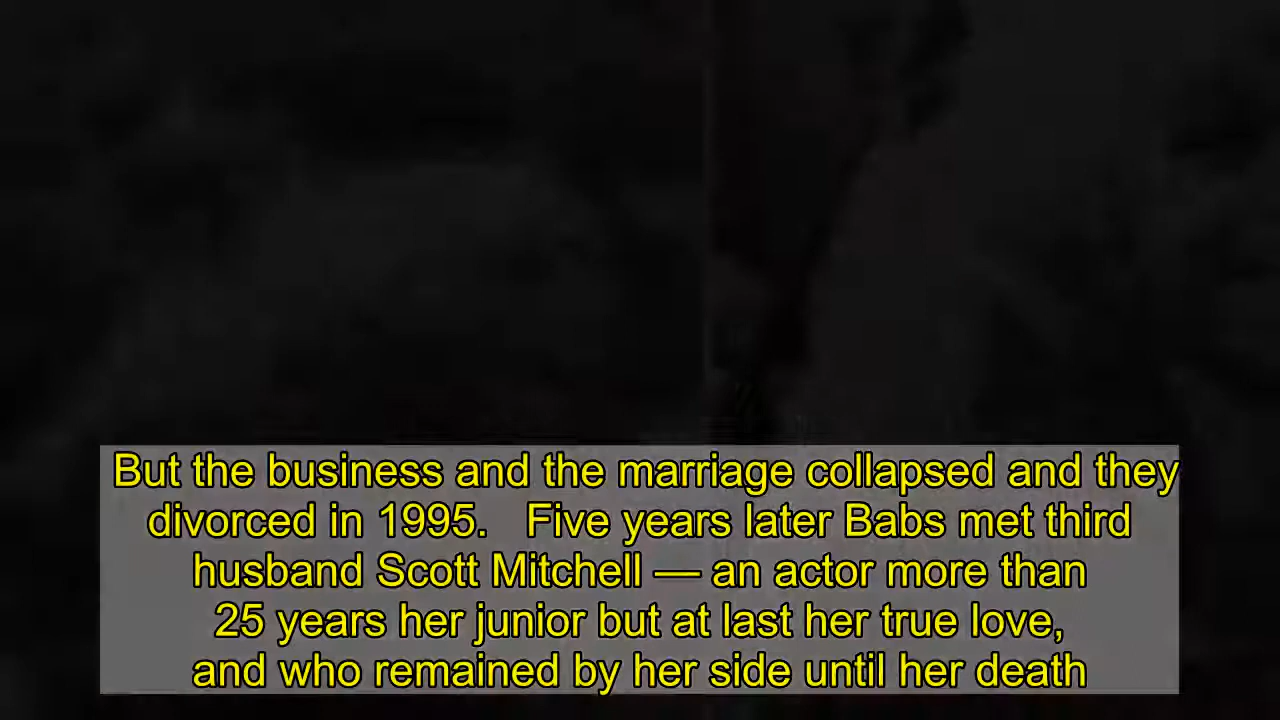 But the business and the marriage collapsed and they
divorced in 1995.   Five years later Babs met third
husband Scott Mitchell — an actor more than
25 years her junior but at last her true love,
and who remained by her side until her death